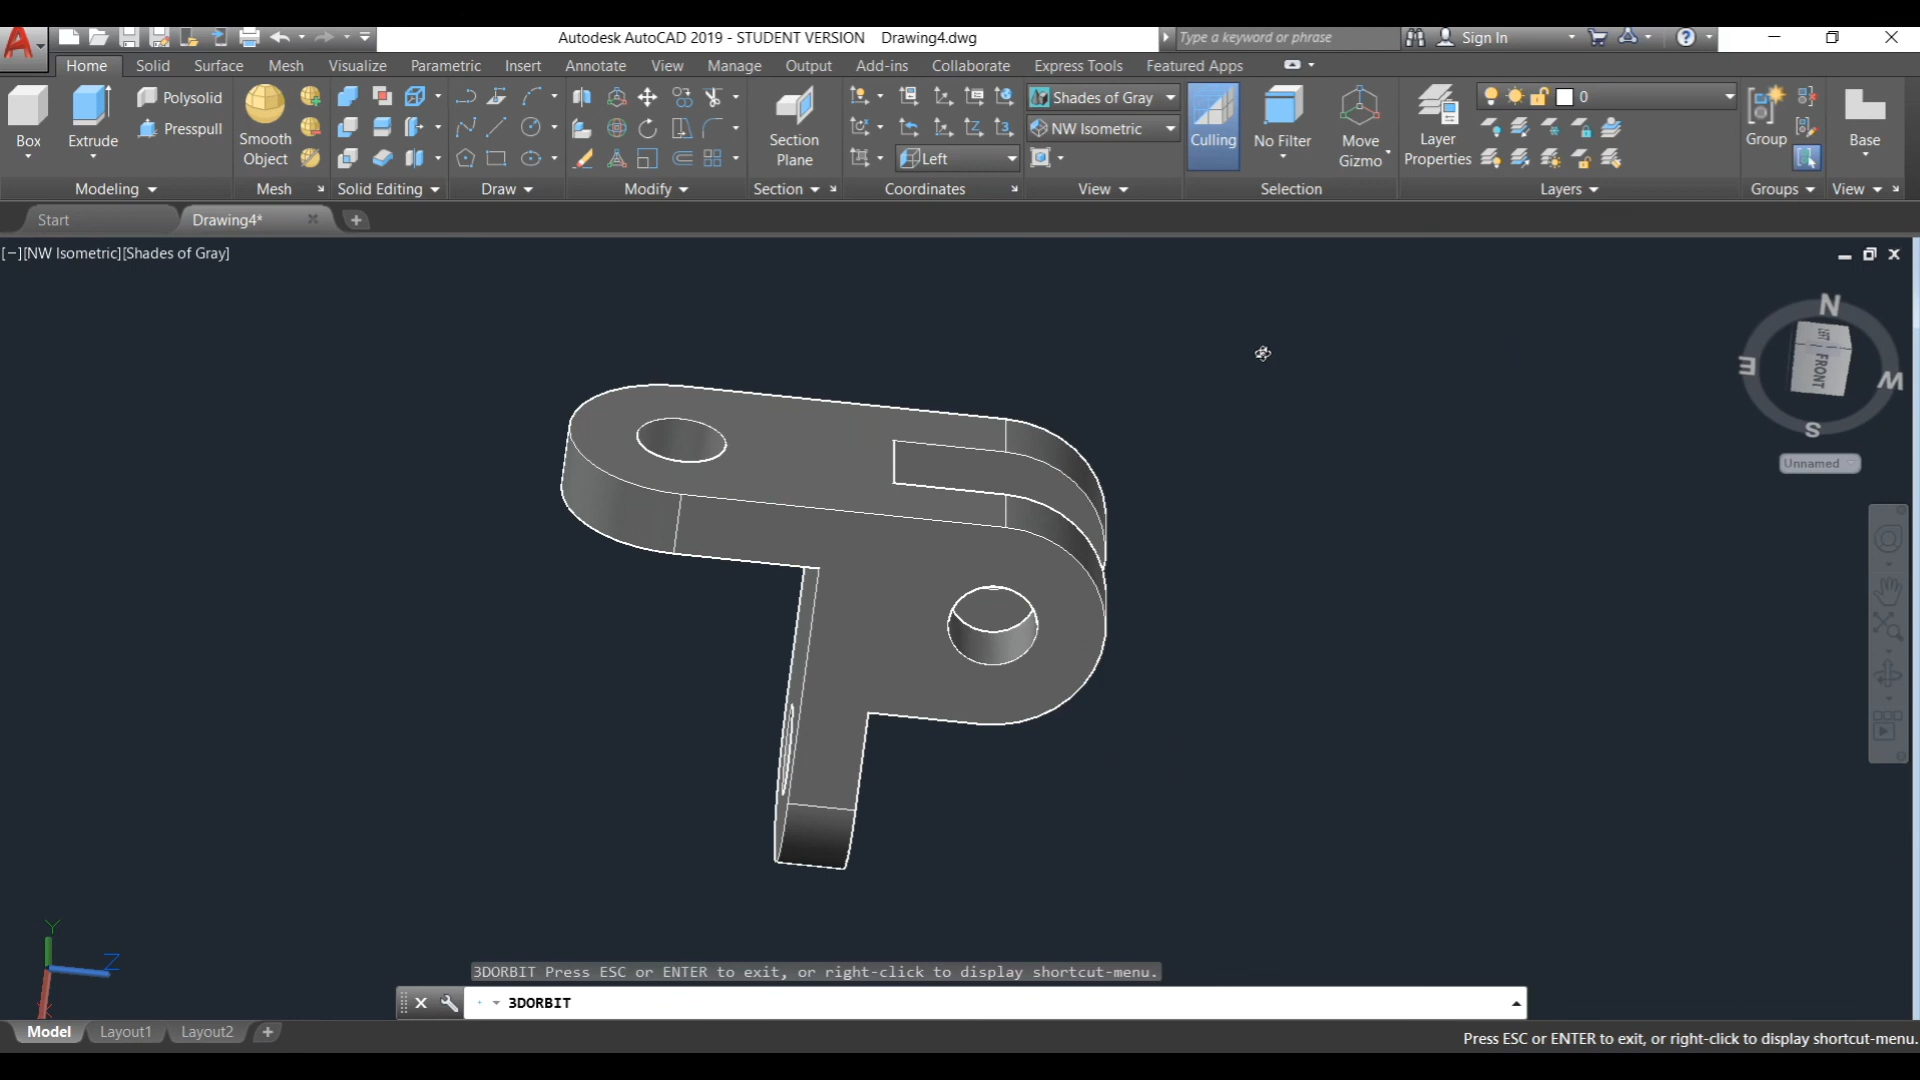 Autodesk AutoCAD 2019 - STUDENT VERSION Drawing4.dwg
Type a keyword or phrase
Sign In
Home Solid Surface Mesh Visualize Parametric Insert Annotate View Manage Output Add-ins Collaborate Express Tools Featured Apps
Box
Extrude
Polysolid
Presspull
Smooth
Object
Section
Plane
Left
Shades of Gray
NW Isometric
Culling
No Filter
Move
Gizmo
Layer
Properties
0
Group
Base
Modeling Mesh Solid Editing Draw Modify Section Coordinates View Selection Layers Groups View
Start Drawing4*
[−][NW Isometric][Shades of Gray]
N
E
W
S
LEFT
FRONT
Unnamed
Y
Z
X
3DORBIT Press ESC or ENTER to exit, or right-click to display shortcut-menu.
3DORBIT
Model Layout1 Layout2
Press ESC or ENTER to exit, or right-click to display shortcut-menu.